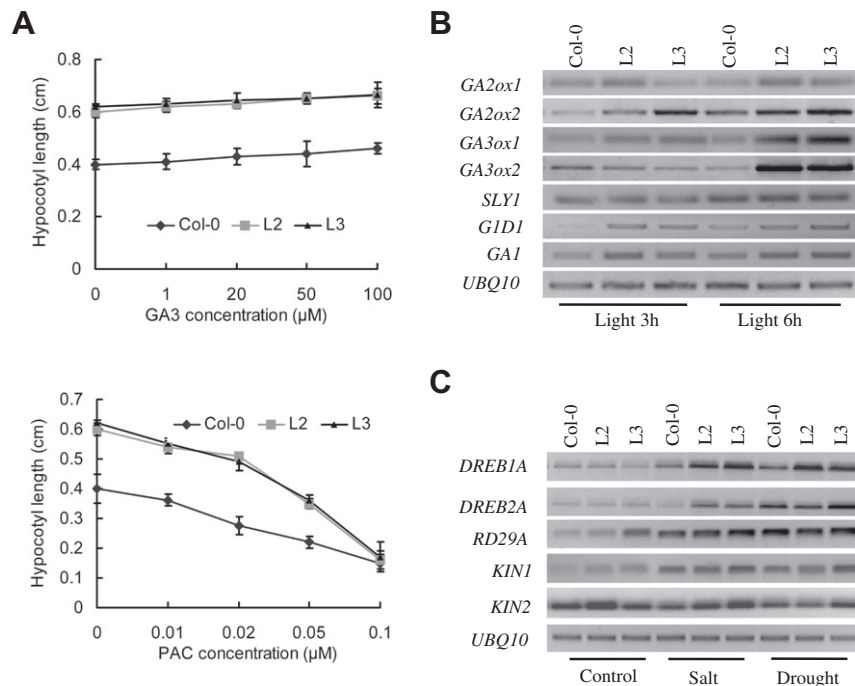 A
Hypocotyl length (cm)
0.8
0.6
0.4
0.2
0
Col-0 L2 L3
0 1 20 50 100
GA3 concentration (µM)
Hypocotyl length (cm)
0.7
0.6
0.5
0.4
0.3
0.2
0.1
0
Col-0 L2 L3
0 0.01 0.02 0.05 0.1
PAC concentration (µM)
B
Col-0 L2 L3 Col-0 L2 L3
GA2ox1
GA2ox2
GA3ox1
GA3ox2
SLY1
G1D1
GA1
UBQ10
Light 3h Light 6h
C
Col-0 L2 L3 Col-0 L2 L3 Col-0 L2 L3
DREB1A
DREB2A
RD29A
KIN1
KIN2
UBQ10
Control Salt Drought